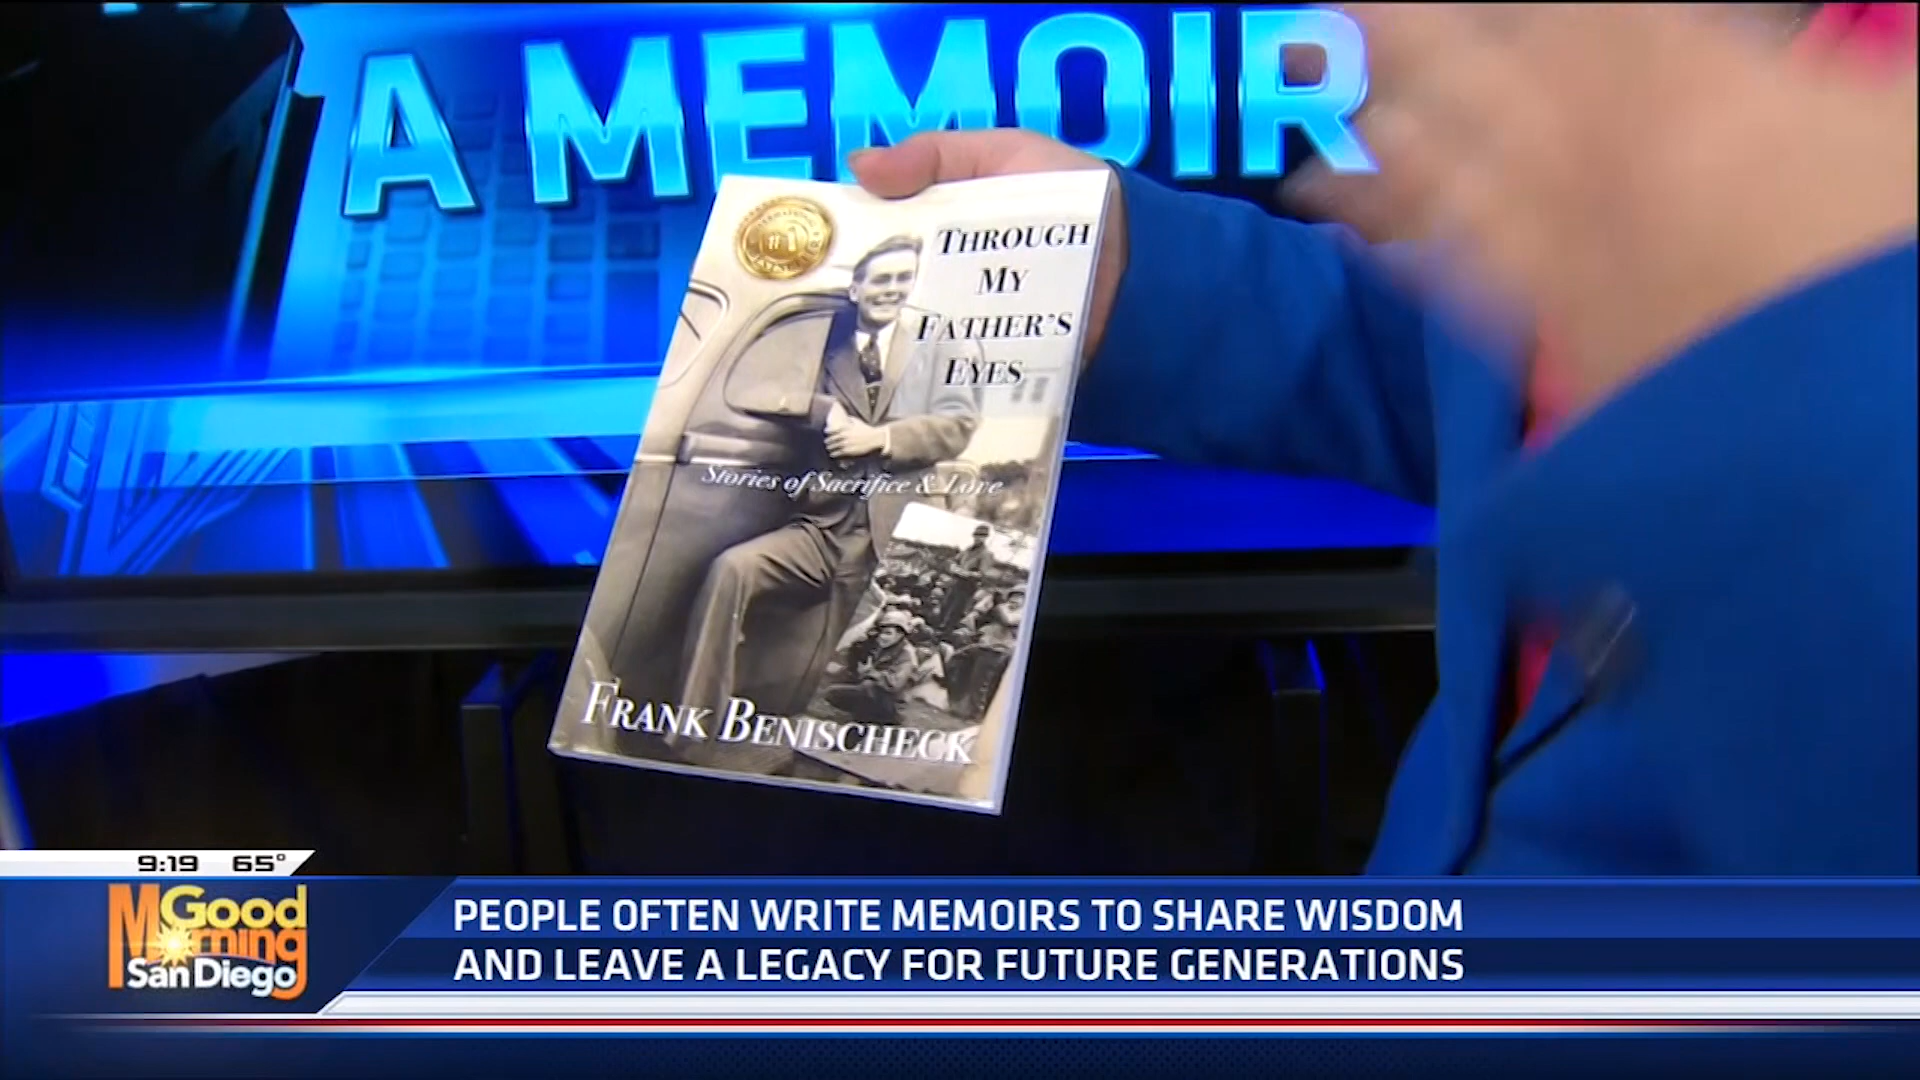 A MEMOIR
#1
THROUGH
MY
FATHER'S
EYES
Stories of Sacrifice & Love
FRANK BENISCHECK
9:19 65°
Good
Morning
San Diego
PEOPLE OFTEN WRITE MEMOIRS TO SHARE WISDOM
AND LEAVE A LEGACY FOR FUTURE GENERATIONS